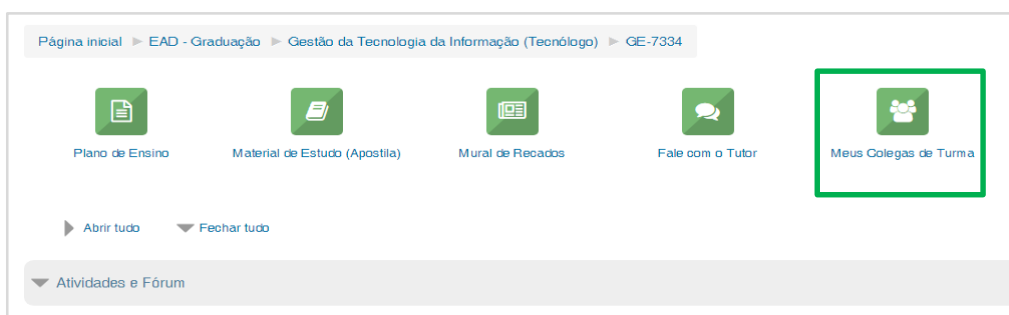 Página inicial ▶ EAD - Graduação ▶ Gestão da Tecnologia da Informação (Tecnólogo) ▶ GE-7334
Plano de Ensino Material de Estudo (Apostila) Mural de Recados Fale com o Tutor Meus Colegas de Turma
Abrir tudo Fechar tudo
Atividades e Fórum